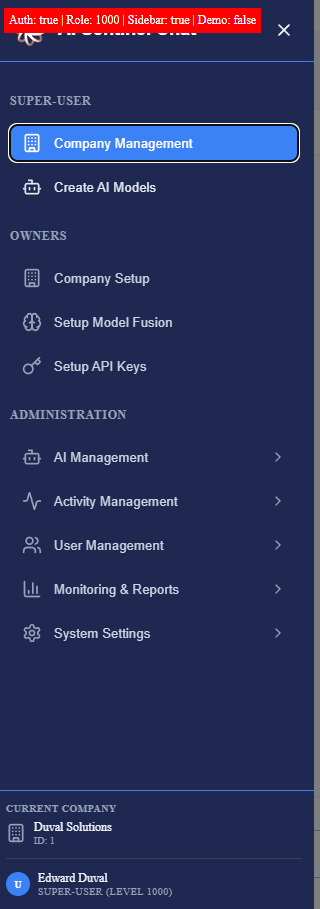 Auth: true | Role: 1000 | Sidebar: true | Demo: false
SUPER-USER
Company Management
Create AI Models
OWNERS
Company Setup
Setup Model Fusion
Setup API Keys
ADMINISTRATION
AI Management
Activity Management
User Management
Monitoring & Reports
System Settings
CURRENT COMPANY
Duval Solutions
ID: 1
U
Edward Duval
SUPER-USER (LEVEL 1000)